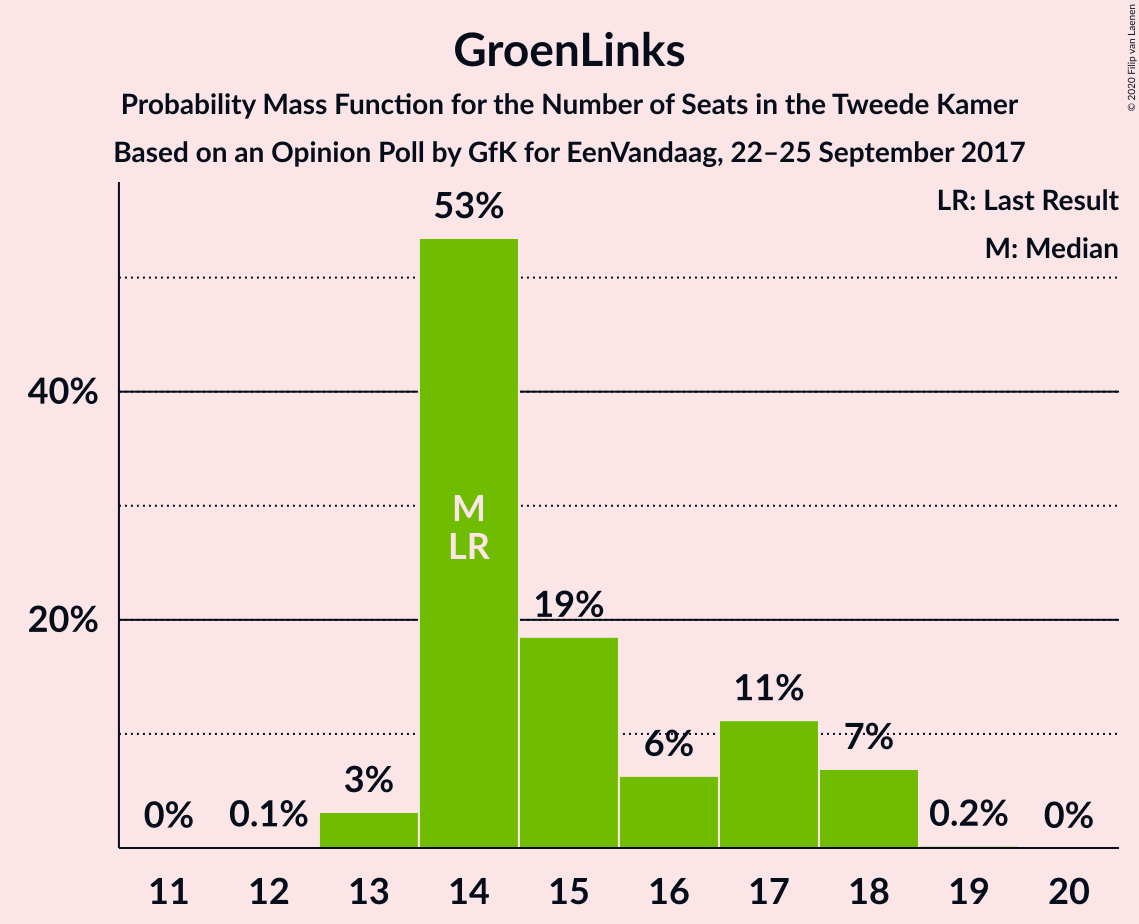 GroenLinks
Probability Mass Function for the Number of Seats in the Tweede Kamer
Based on an Opinion Poll by GfK for EenVandaag, 22–25 September 2017
© 2020 Filip van Laenen
LR: Last Result
M: Median
53%
40%
M
LR
19%
20%
11%
7%
6%
3%
0%
0.1%
0.2%
0%
11 12 13 14 15 16 17 18 19 20